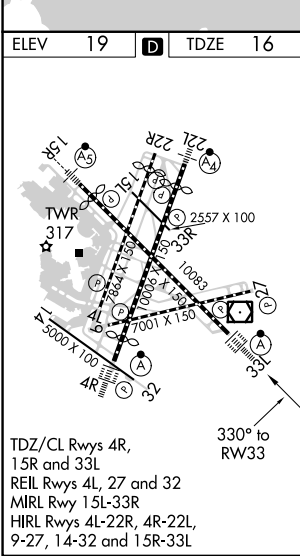 ELEV 19 D TDZE 16
15R
A5
22R
22L
A4
15L
P
P
P 2557 X 100
33R
TWR
317
7864 X 150
10083
P
P
4L
9
7001 X 150
P
27
14
5000 X 100
A
A
33L
4R
P
32
330° to
RW33
TDZ/CL Rwys 4R,
15R and 33L
REIL Rwys 4L, 27 and 32
MIRL Rwy 15L-33R
HIRL Rwys 4L-22R, 4R-22L,
9-27, 14-32 and 15R-33L